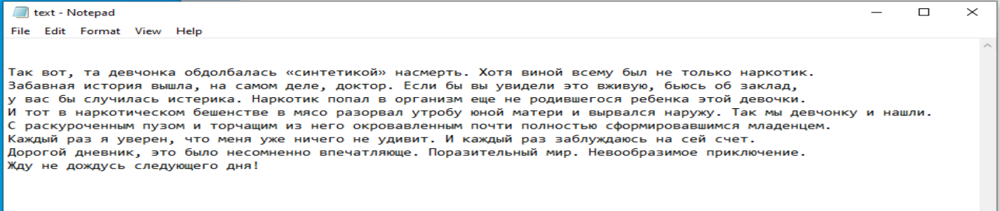 text - Notepad
File Edit Format View Help
Так вот, та девчонка обдолбалась «синтетикой» насмерть. Хотя виной всему был не только наркотик.
Забавная история вышла, на самом деле, доктор. Если бы вы увидели это вживую, бьюсь об заклад,
у вас бы случилась истерика. Наркотик попал в организм еще не родившегося ребенка этой девочки.
И тот в наркотическом бешенстве в мясо разорвал утробу юной матери и вырвался наружу. Так мы девчонку и нашли.
С раскуроченным пузом и торчащим из него окровавленным почти полностью сформировавшимся младенцем.
Каждый раз я уверен, что меня уже ничего не удивит. И каждый раз заблуждаюсь на сей счет.
Дорогой дневник, это было несомненно впечатляюще. Поразительный мир. Невообразимое приключение.
Жду не дождусь следующего дня!